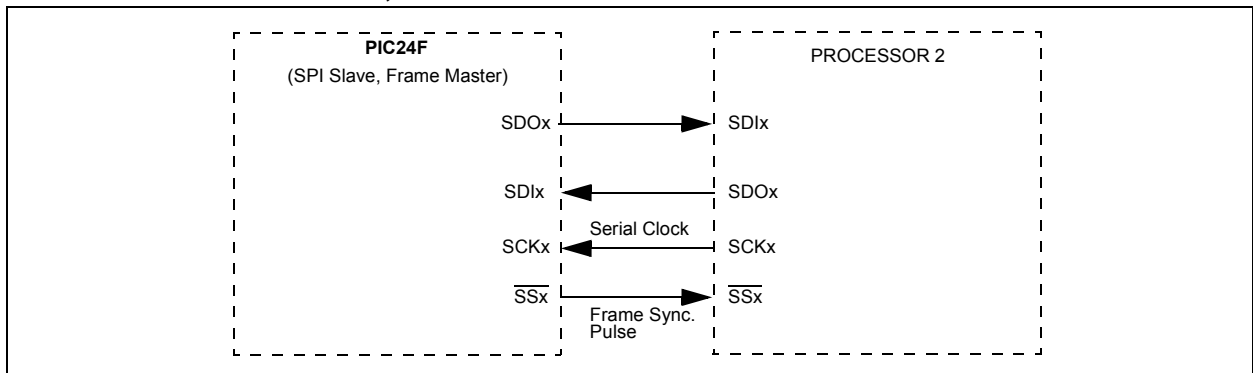 PIC24F
(SPI Slave, Frame Master)
PROCESSOR 2
SDOx
SDIx
SDIx
SDOx
Serial Clock
SCKx
SCKx
SSx
SSx
Frame Sync.
Pulse